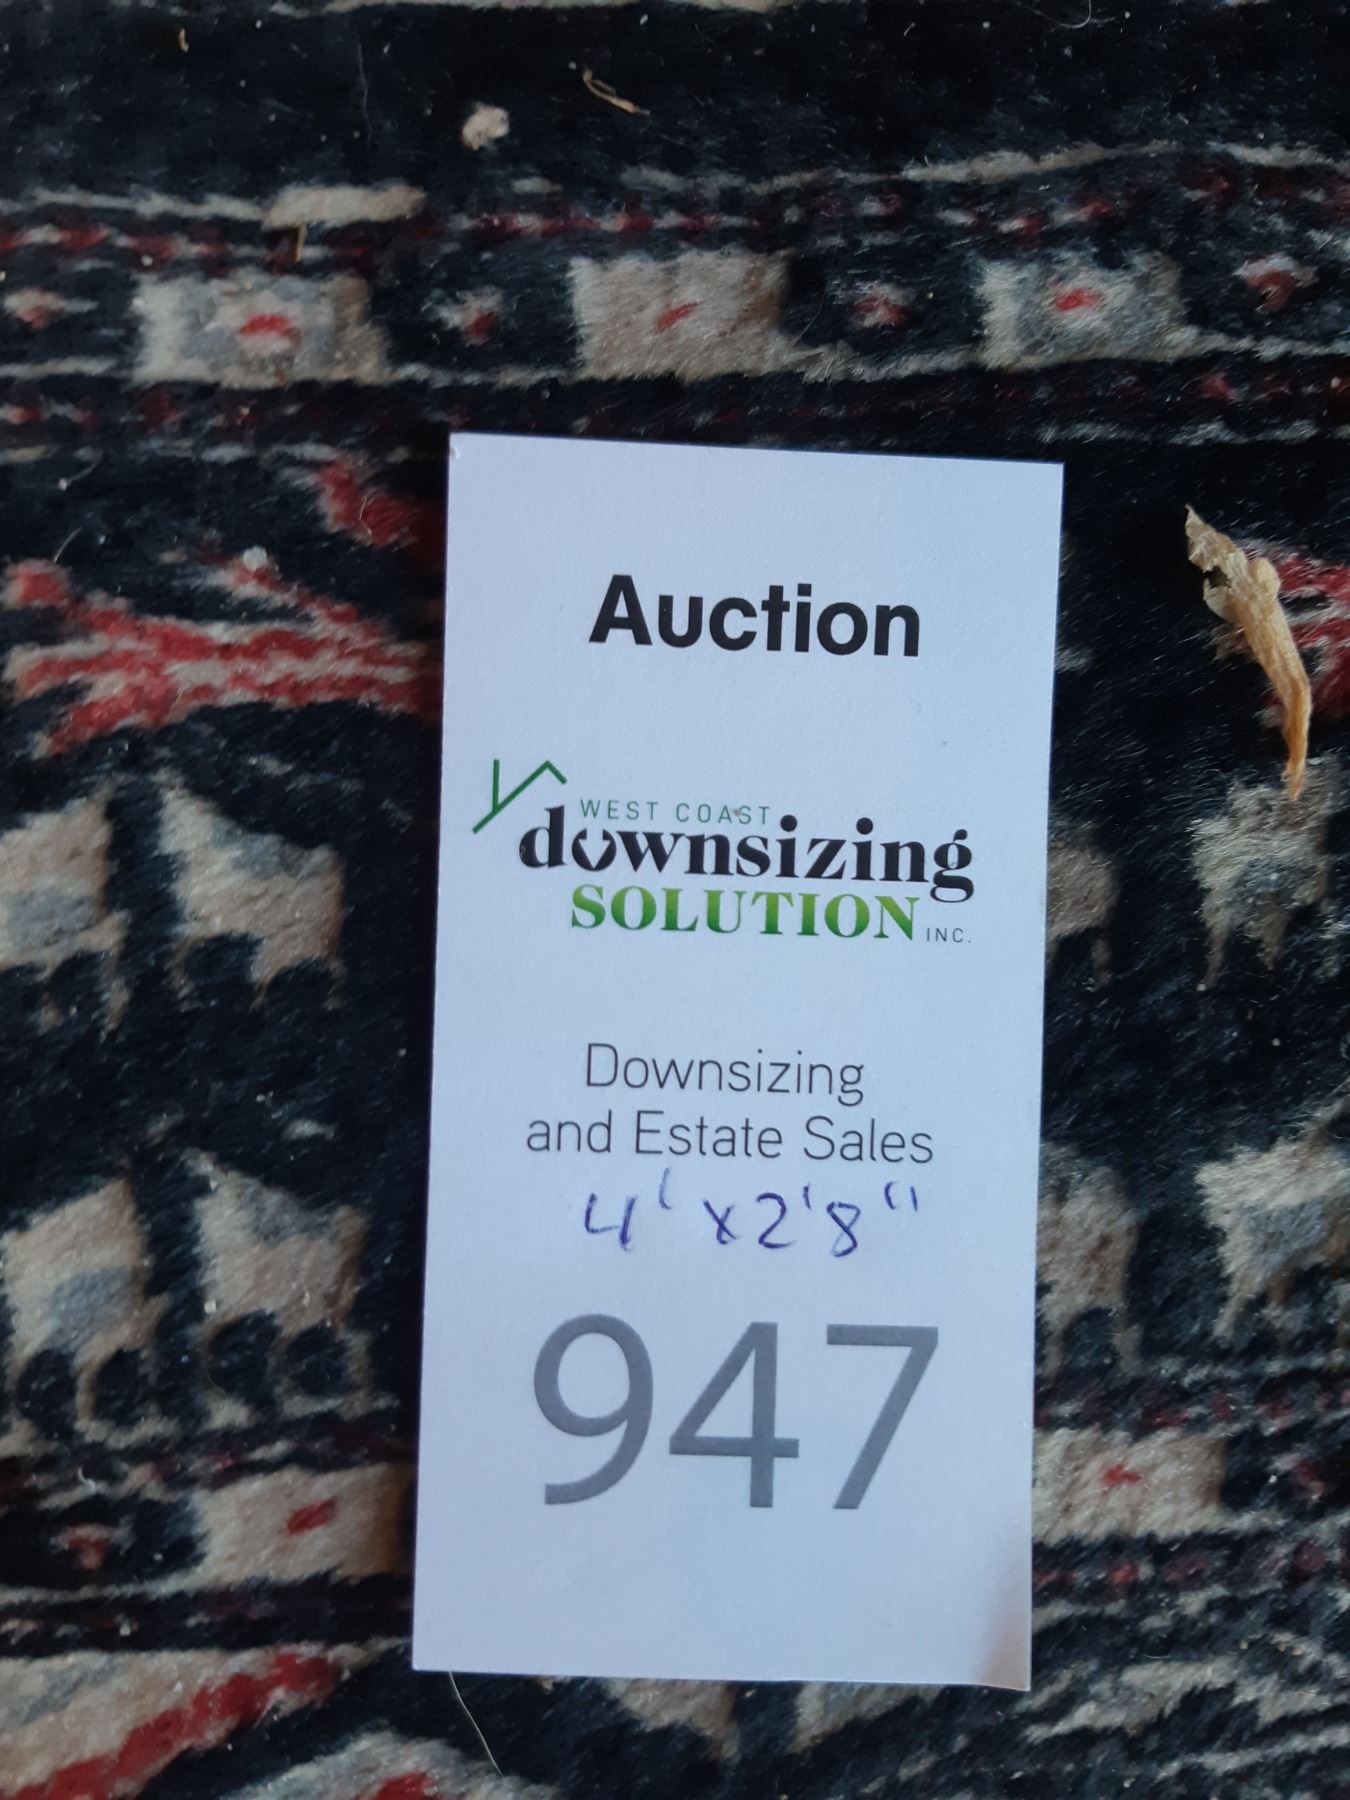 Auction
WEST COAST
downsizing
SOLUTION INC.
Downsizing
and Estate Sales
4' x 2'8"
947